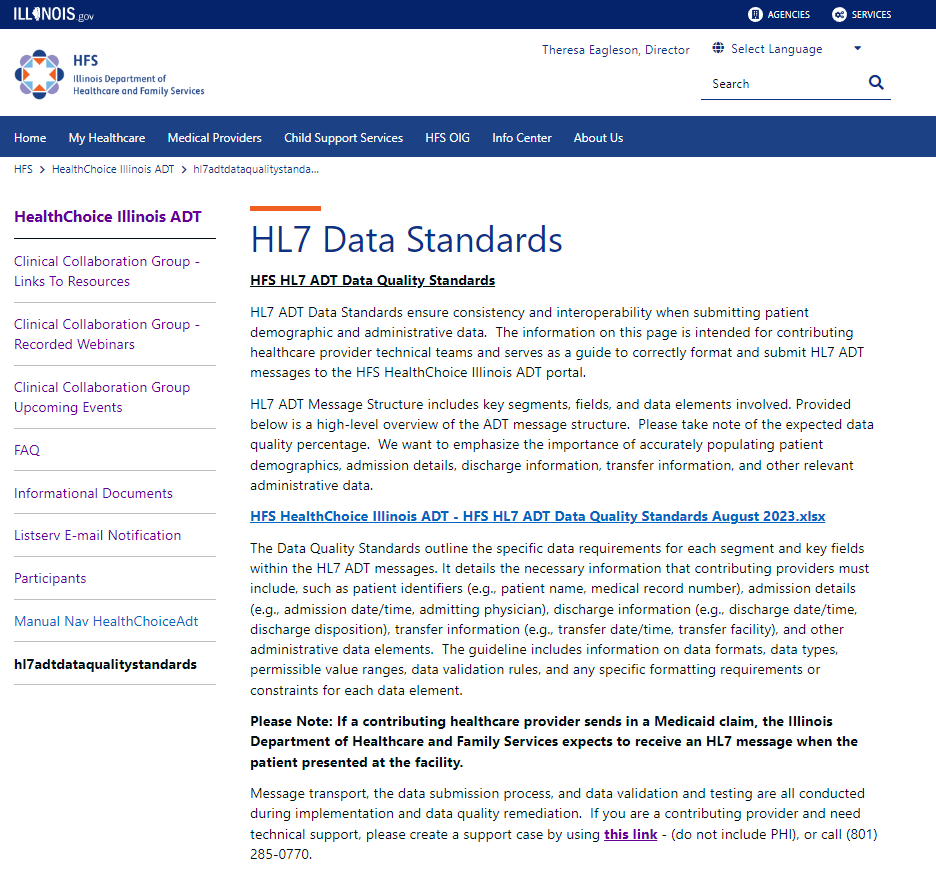 ILLINOIS.gov
AGENCIES
SERVICES
HFS
Illinois Department of
Healthcare and Family Services
Theresa Eagleson, Director
Select Language
Search
Home
My Healthcare
Medical Providers
Child Support Services
HFS OIG
Info Center
About Us
HFS > HealthChoice Illinois ADT > hl7adtdataqualitystanda...
HealthChoice Illinois ADT
Clinical Collaboration Group -
Links To Resources
Clinical Collaboration Group -
Recorded Webinars
Clinical Collaboration Group
Upcoming Events
FAQ
Informational Documents
Listserv E-mail Notification
Participants
Manual Nav HealthChoiceAdt
hl7adtdataqualitystandards
HL7 Data Standards
HFS HL7 ADT Data Quality Standards
HL7 ADT Data Standards ensure consistency and interoperability when submitting patient
demographic and administrative data.  The information on this page is intended for contributing
healthcare provider technical teams and serves as a guide to correctly format and submit HL7 ADT
messages to the HFS HealthChoice Illinois ADT portal.
HL7 ADT Message Structure includes key segments, fields, and data elements involved. Provided
below is a high-level overview of the ADT message structure.  Please take note of the expected data
quality percentage.  We want to emphasize the importance of accurately populating patient
demographics, admission details, discharge information, transfer information, and other relevant
administrative data.
HFS HealthChoice Illinois ADT - HFS HL7 ADT Data Quality Standards August 2023.xlsx
The Data Quality Standards outline the specific data requirements for each segment and key fields
within the HL7 ADT messages. It details the necessary information that contributing providers must
include, such as patient identifiers (e.g., patient name, medical record number), admission details
(e.g., admission date/time, admitting physician), discharge information (e.g., discharge date/time,
discharge disposition), transfer information (e.g., transfer date/time, transfer facility), and other
administrative data elements.  The guideline includes information on data formats, data types,
permissible value ranges, data validation rules, and any specific formatting requirements or
constraints for each data element.
Please Note: If a contributing healthcare provider sends in a Medicaid claim, the Illinois
Department of Healthcare and Family Services expects to receive an HL7 message when the
patient presented at the facility.
Message transport, the data submission process, and data validation and testing are all conducted
during implementation and data quality remediation.  If you are a contributing provider and need
technical support, please create a support case by using this link - (do not include PHI), or call (801)
285-0770.